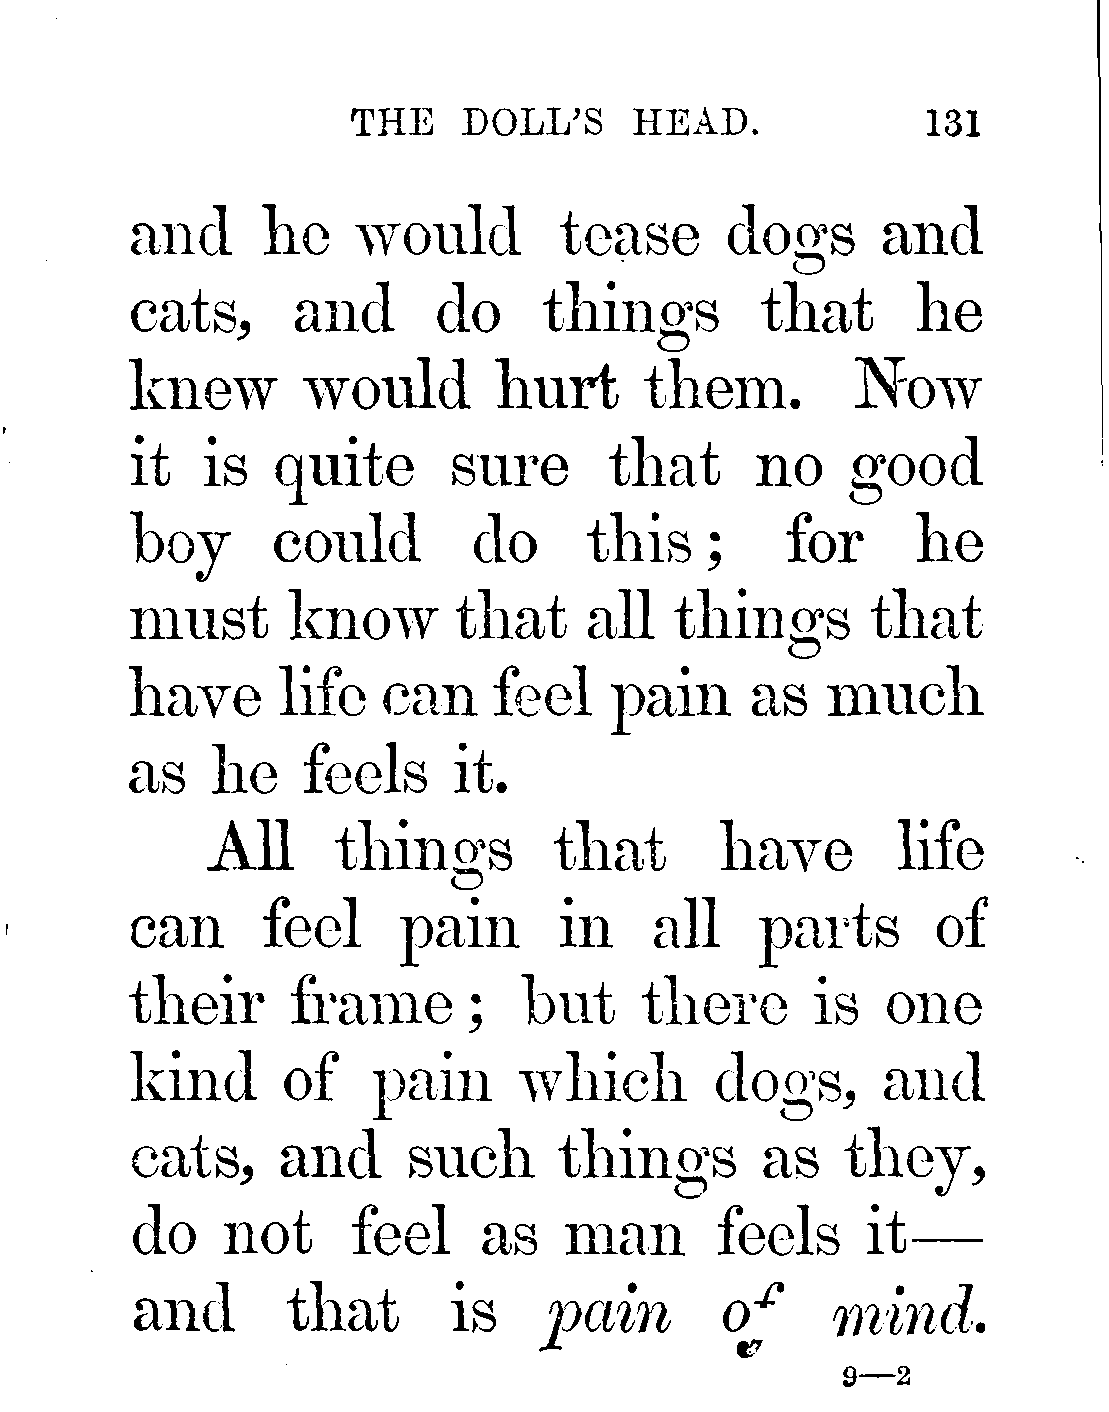 THE DOLL'S HEAD. 131
and he would tease dogs and
cats, and do things that he
knew would hurt them. Now
it is quite sure that no good
boy could do this; for he
must know that all things that
have life can feel pain as much
as he feels it.
All things that have life
can feel pain in all parts of
their frame; but there is one
kind of pain which dogs, and
cats, and such things as they,
do not feel as man feels it—
and that is pain of mind.
9—2